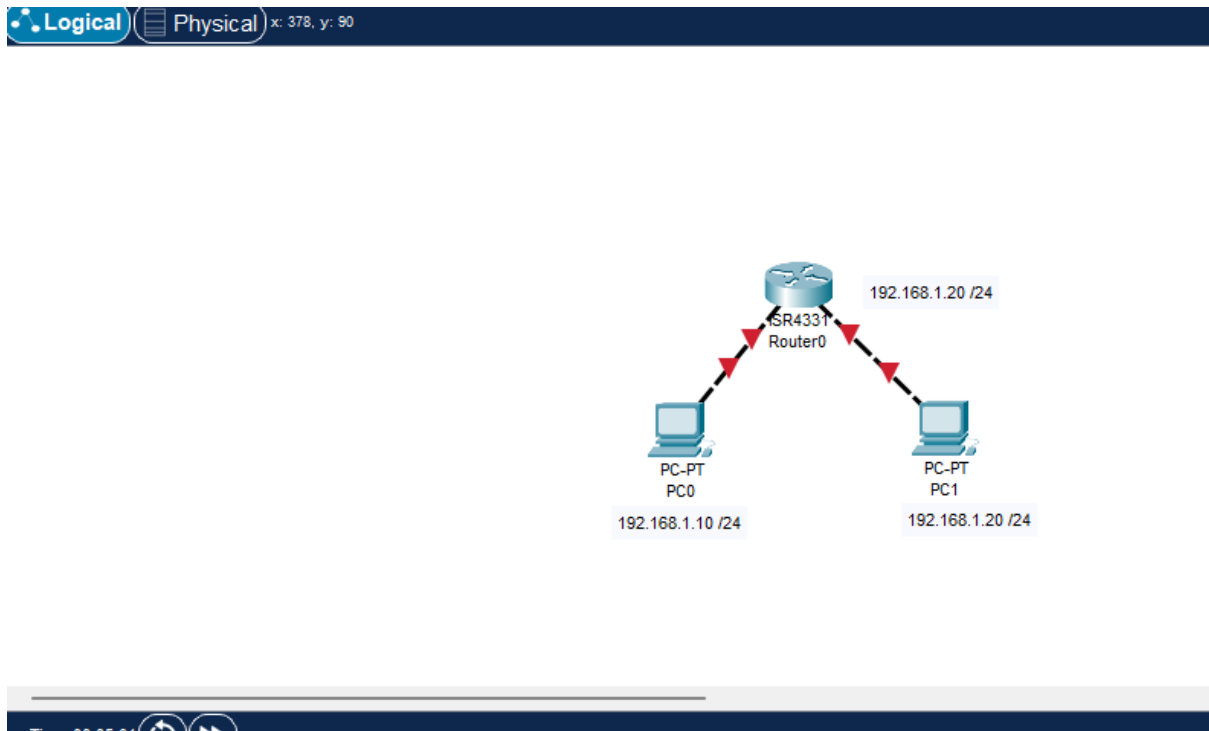 Logical Physical x: 378, y: 90
192.168.1.20 /24
ISR4331
Router0
PC-PT
PC0
192.168.1.10 /24
PC-PT
PC1
192.168.1.20 /24